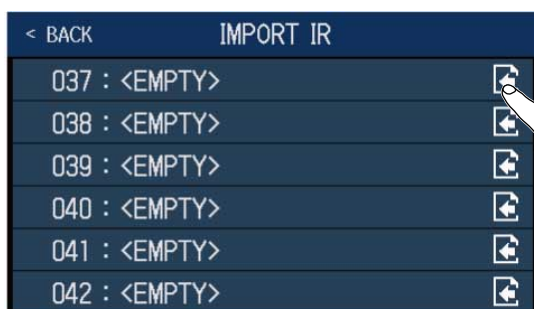 < BACK IMPORT IR
037 : <EMPTY>
038 : <EMPTY>
039 : <EMPTY>
040 : <EMPTY>
041 : <EMPTY>
042 : <EMPTY>